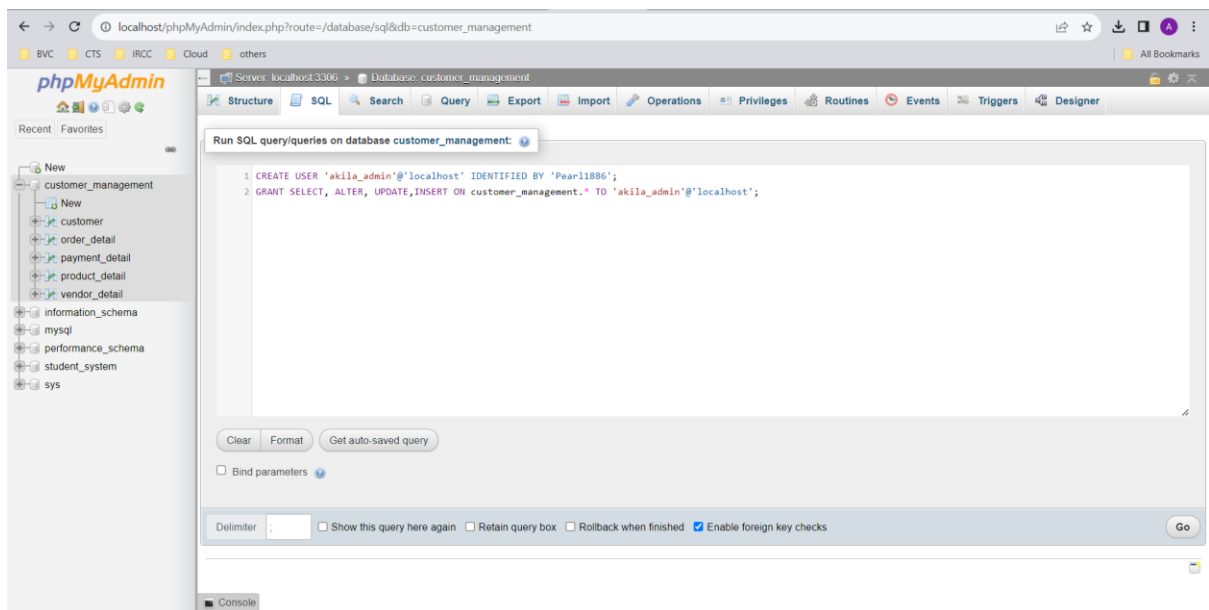 localhost/phpMyAdmin/index.php?route=/database/sql&db=customer_management
A
BVC CTS IRCC Cloud others All Bookmarks
phpMyAdmin
Recent Favorites
New
customer_management
New
customer
order_detail
payment_detail
product_detail
vendor_detail
information_schema
mysql
performance_schema
student_system
sys
Server: localhost:3306 » Database: customer_management
Structure SQL Search Query Export Import Operations Privileges Routines Events Triggers Designer
Run SQL query/queries on database customer_management:
1 CREATE USER 'akila_admin'@'localhost' IDENTIFIED BY 'Pearl1886';
2 GRANT SELECT, ALTER, UPDATE,INSERT ON customer_management.* TO 'akila_admin'@'localhost';
Clear Format Get auto-saved query
Bind parameters
Delimiter ; Show this query here again Retain query box Rollback when finished Enable foreign key checks Go
Console